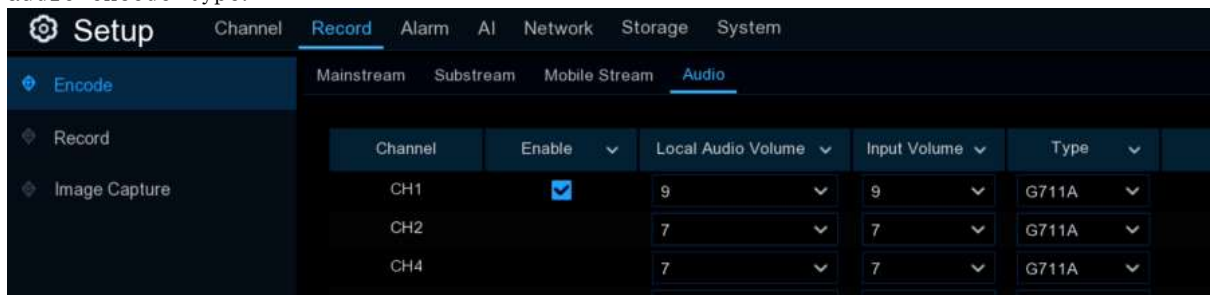 Setup Channel Record Alarm AI Network Storage System
Encode
Mainstream Substream Mobile Stream Audio
Record
Channel Enable Local Audio Volume Input Volume Type
CH1 9 9 G711A
Image Capture
CH2 7 7 G711A
CH4 7 7 G711A